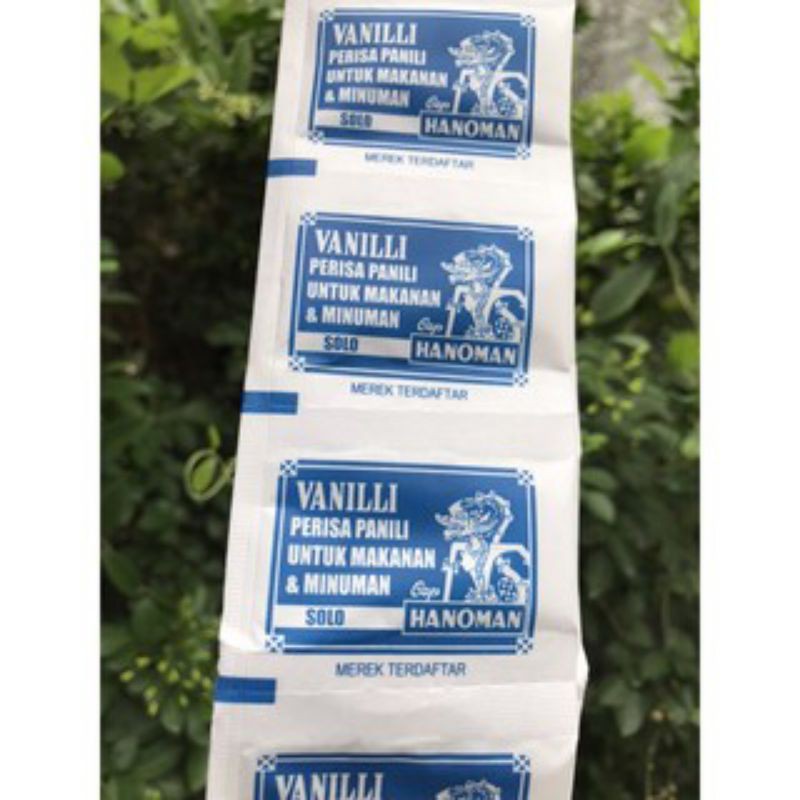 VANILLI
PERISA PANILI
UNTUK MAKANAN
& MINUMAN
Cap
SOLO
HANOMAN
MEREK TERDAFTAR
VANILLI
PERISA PANILI
UNTUK MAKANAN
& MINUMAN
Cap
SOLO
HANOMAN
MEREK TERDAFTAR
VANILLI
PERISA PANILI
UNTUK MAKANAN
& MINUMAN
Cap
SOLO
HANOMAN
MEREK TERDAFTAR
VANILLI